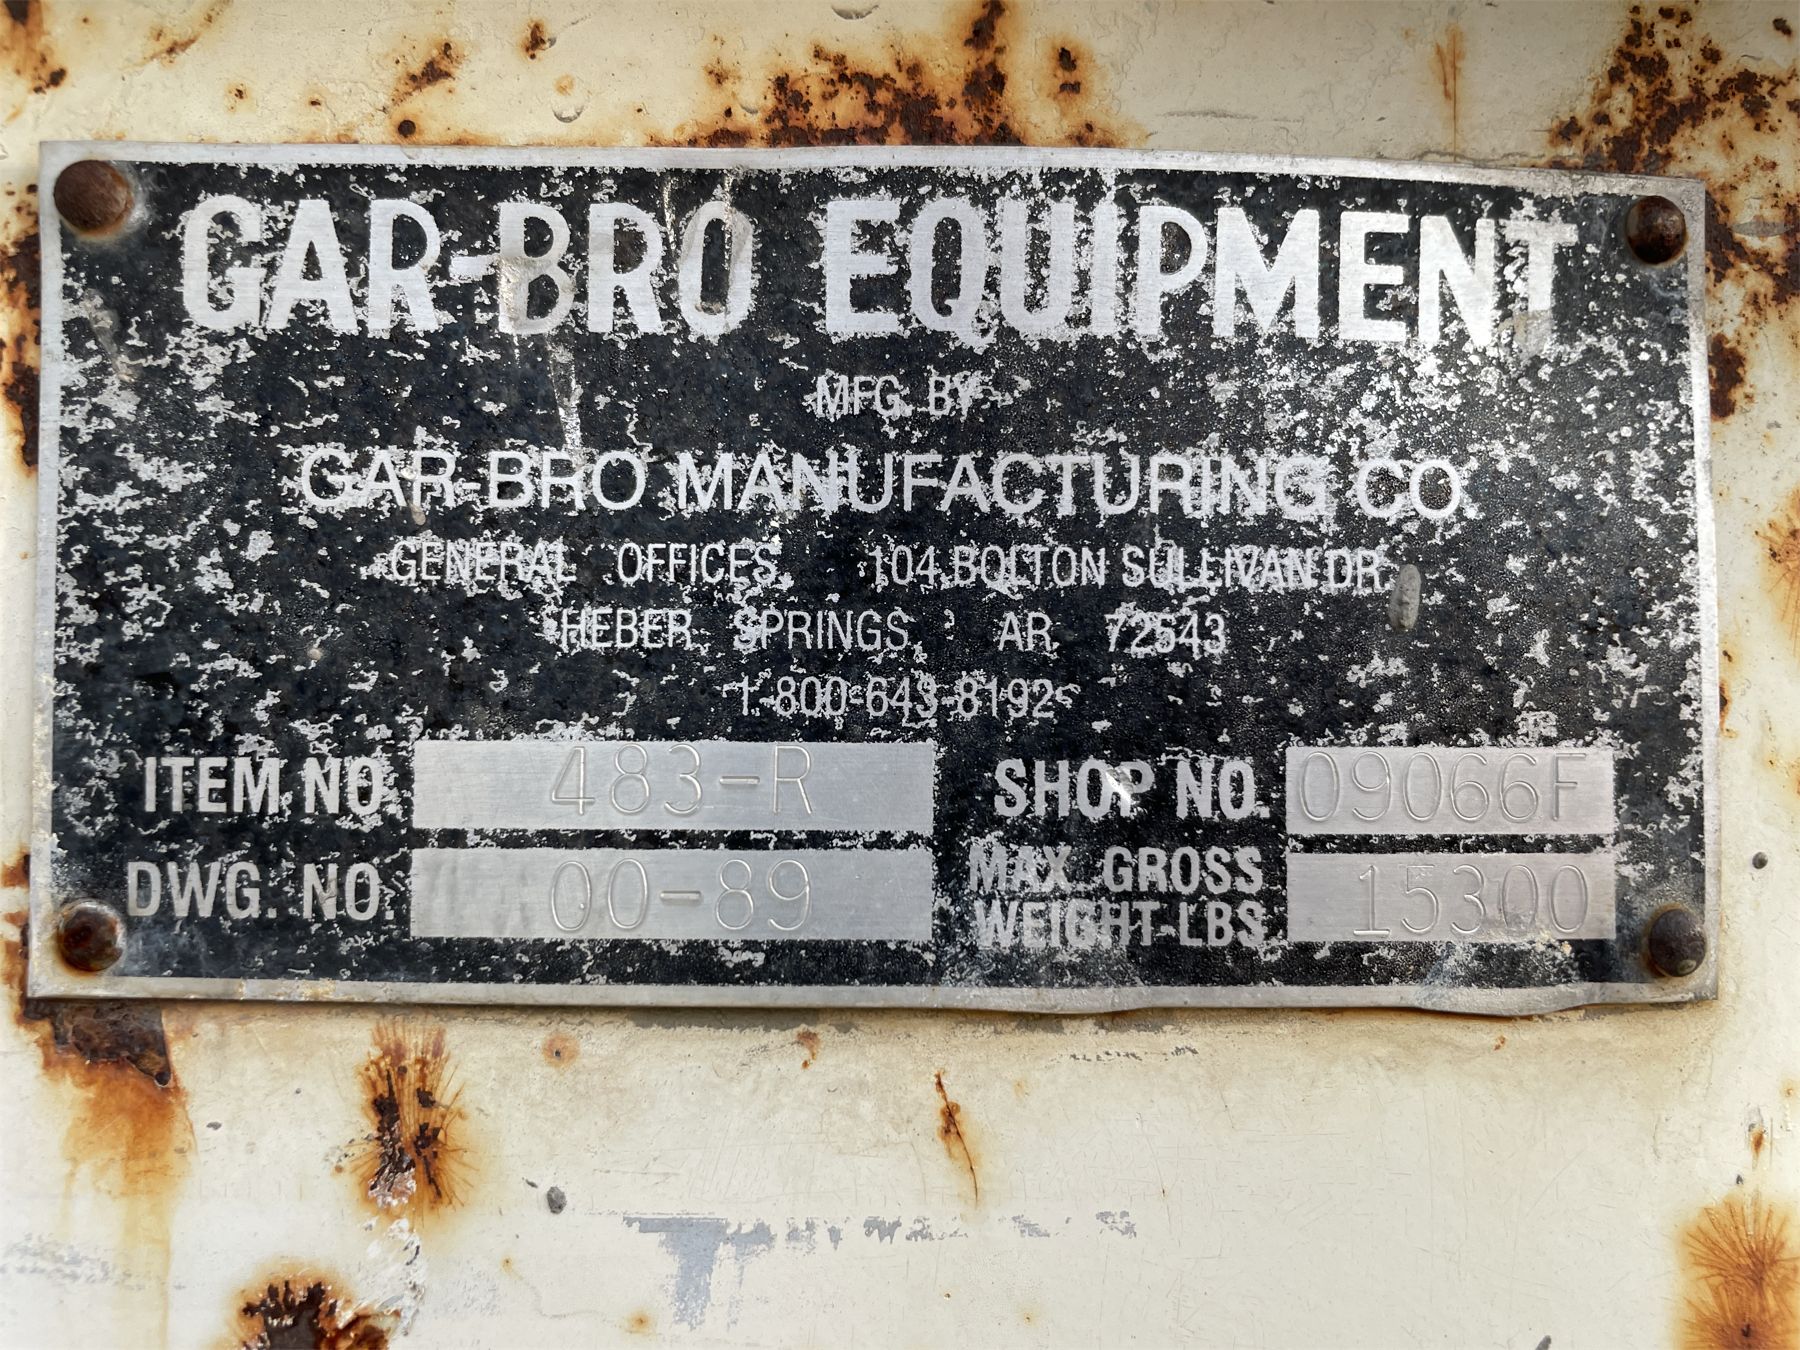 GAR-BRO EQUIPMENT
MFG. BY
GAR-BRO MANUFACTURING CO.
GENERAL OFFICES 104 BOLTON SULLIVAN DR.
HEBER SPRINGS, AR 72543
1-800-643-8192
ITEM NO. 483-R SHOP NO. 09066F
DWG. NO. 00-89 MAX. GROSS WEIGHT-LBS. 15300